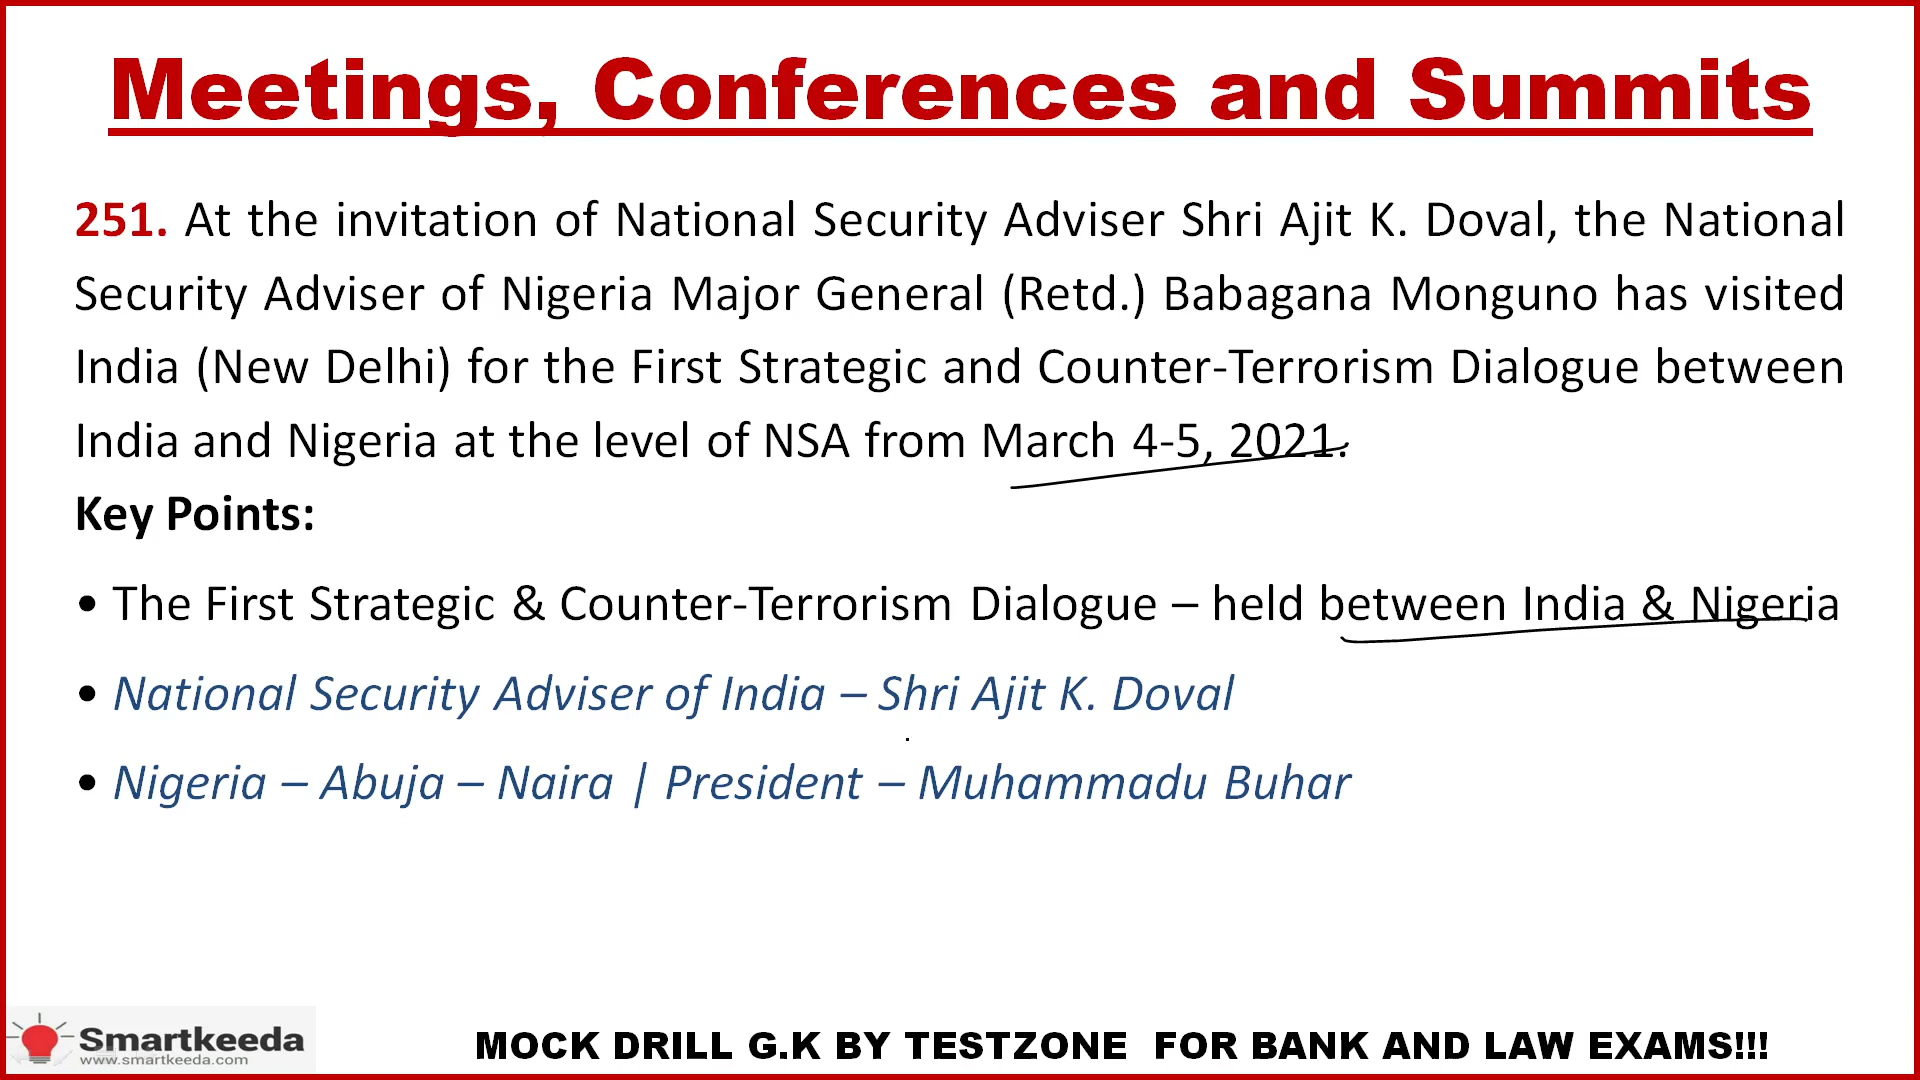 Meetings, Conferences and Summits
251. At the invitation of National Security Adviser Shri Ajit K. Doval, the National
Security Adviser of Nigeria Major General (Retd.) Babagana Monguno has visited
India (New Delhi) for the First Strategic and Counter-Terrorism Dialogue between
India and Nigeria at the level of NSA from March 4-5, 2021.
Key Points:
• The First Strategic & Counter-Terrorism Dialogue – held between India & Nigeria
• National Security Adviser of India – Shri Ajit K. Doval
• Nigeria – Abuja – Naira | President – Muhammadu Buhar
Smartkeeda
www.smartkeeda.com
MOCK DRILL G.K BY TESTZONE FOR BANK AND LAW EXAMS!!!